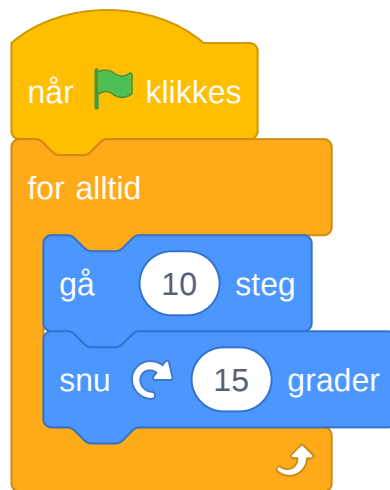 når klikkes
for alltid
gå 10 steg
snu 15 grader